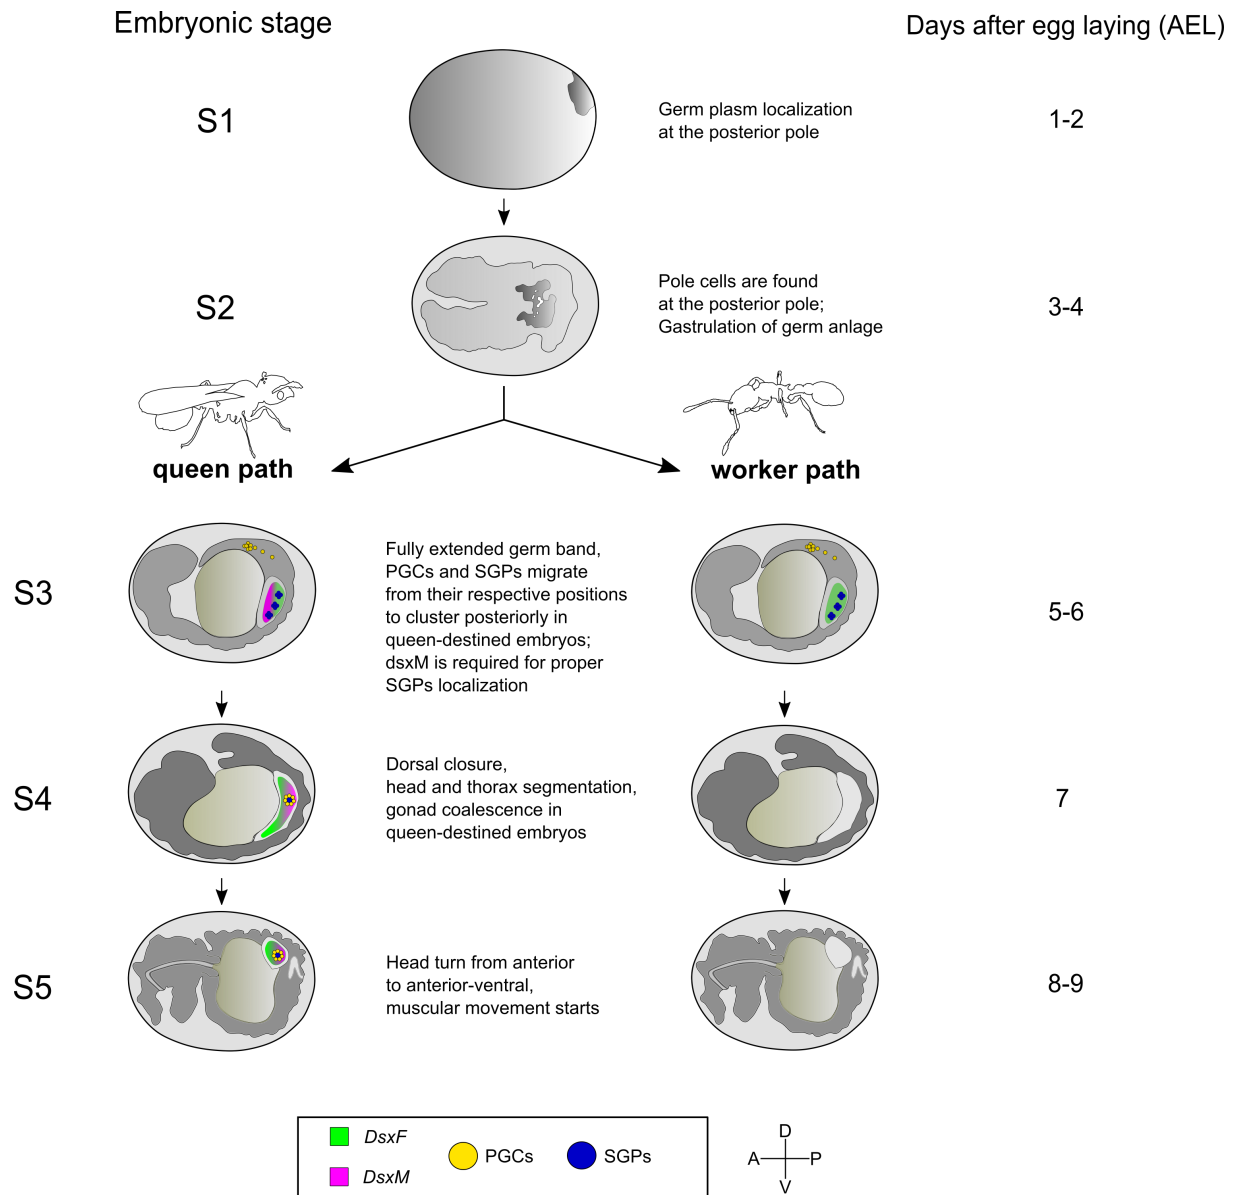 Embryonic stage
Days after egg laying (AEL)
S1
Germ plasm localization
at the posterior pole
1-2
S2
Pole cells are found
at the posterior pole;
Gastrulation of germ anlage
3-4
queen path
worker path
S3
Fully extended germ band,
PGCs and SGPs migrate
from their respective positions
to cluster posteriorly in
queen-destined embryos;
dsxM is required for proper
SGPs localization
5-6
S4
Dorsal closure,
head and thorax segmentation,
gonad coalescence in
queen-destined embryos
7
S5
Head turn from anterior
to anterior-ventral,
muscular movement starts
8-9
DsxF
PGCs
SGPs
DsxM
D
A
P
V